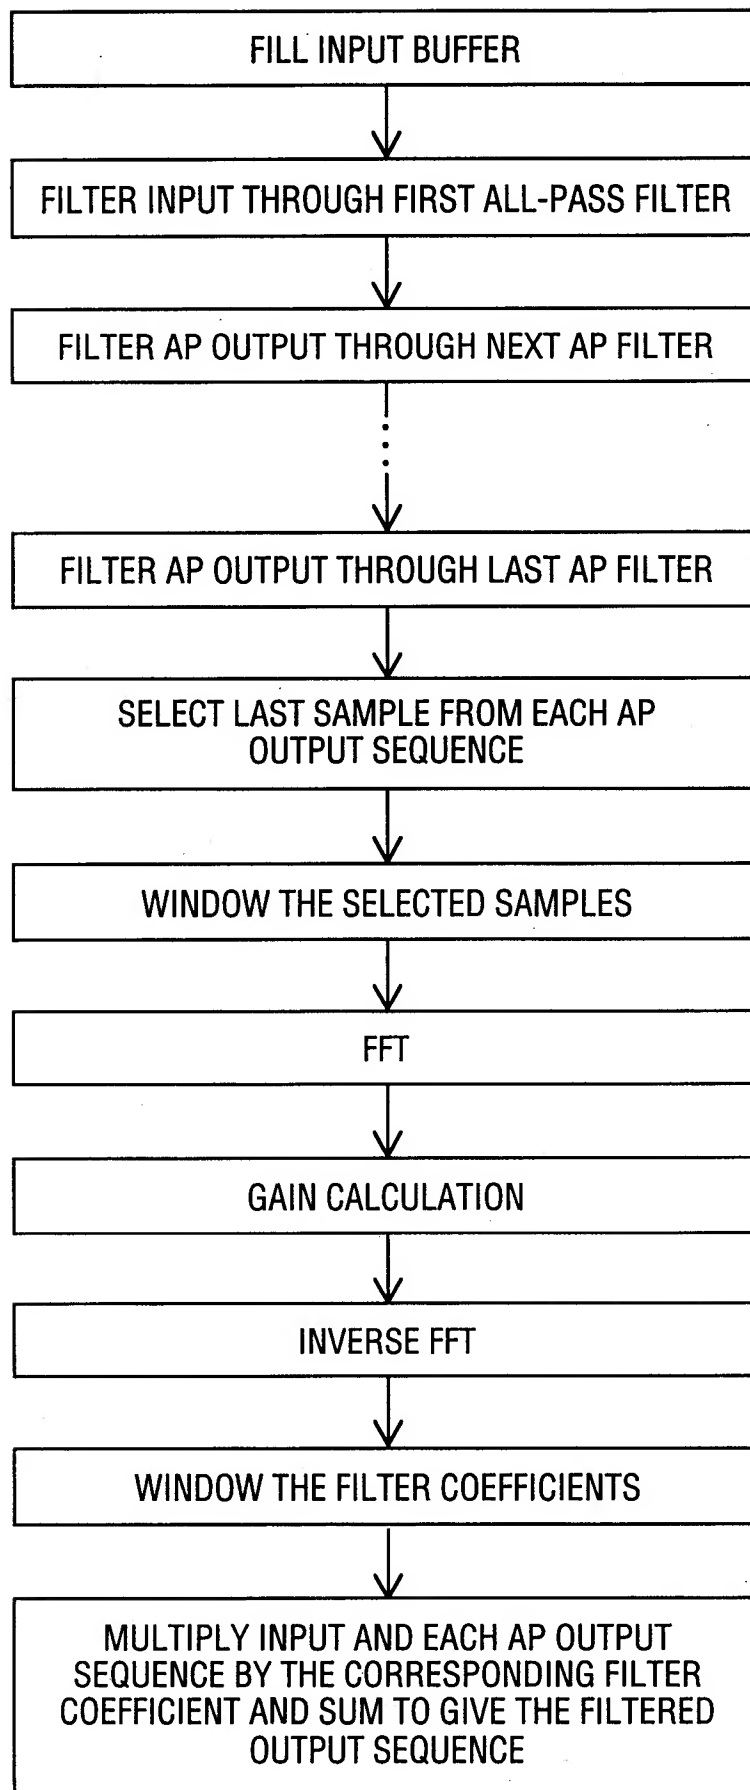 FILL INPUT BUFFER
FILTER INPUT THROUGH FIRST ALL-PASS FILTER
FILTER AP OUTPUT THROUGH NEXT AP FILTER
FILTER AP OUTPUT THROUGH LAST AP FILTER
SELECT LAST SAMPLE FROM EACH AP
OUTPUT SEQUENCE
WINDOW THE SELECTED SAMPLES
FFT
GAIN CALCULATION
INVERSE FFT
WINDOW THE FILTER COEFFICIENTS
MULTIPLY INPUT AND EACH AP OUTPUT
SEQUENCE BY THE CORRESPONDING FILTER
COEFFICIENT AND SUM TO GIVE THE FILTERED
OUTPUT SEQUENCE